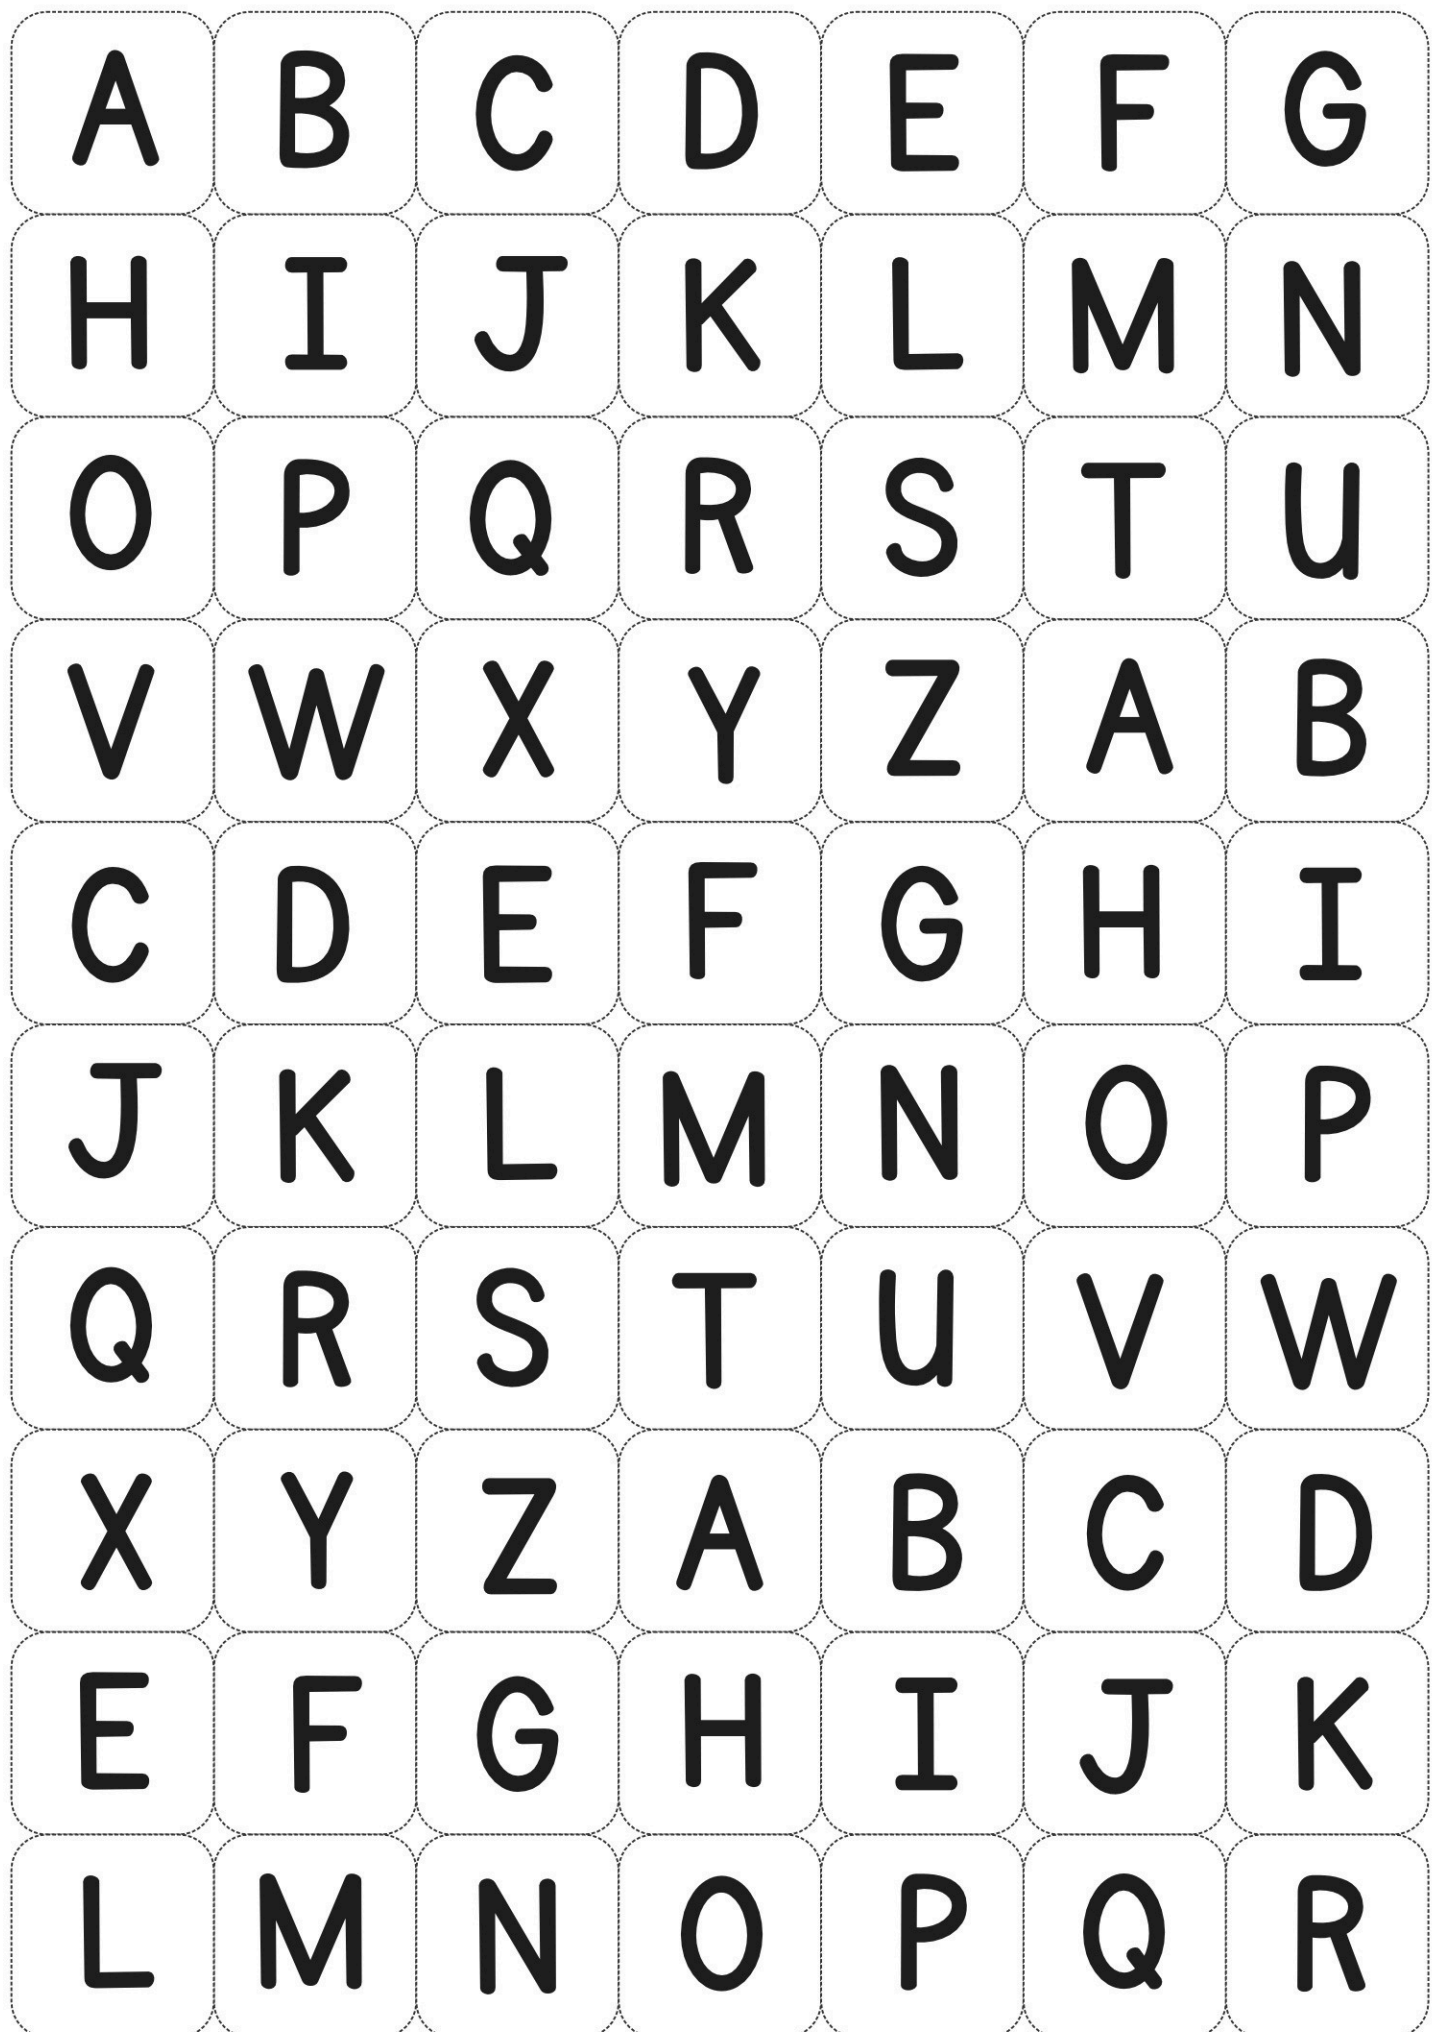 A B C D E F G
H I J K L M N
O P Q R S T U
V W X Y Z A B
C D E F G H I
J K L M N O P
Q R S T U V W
X Y Z A B C D
E F G H I J K
L M N O P Q R